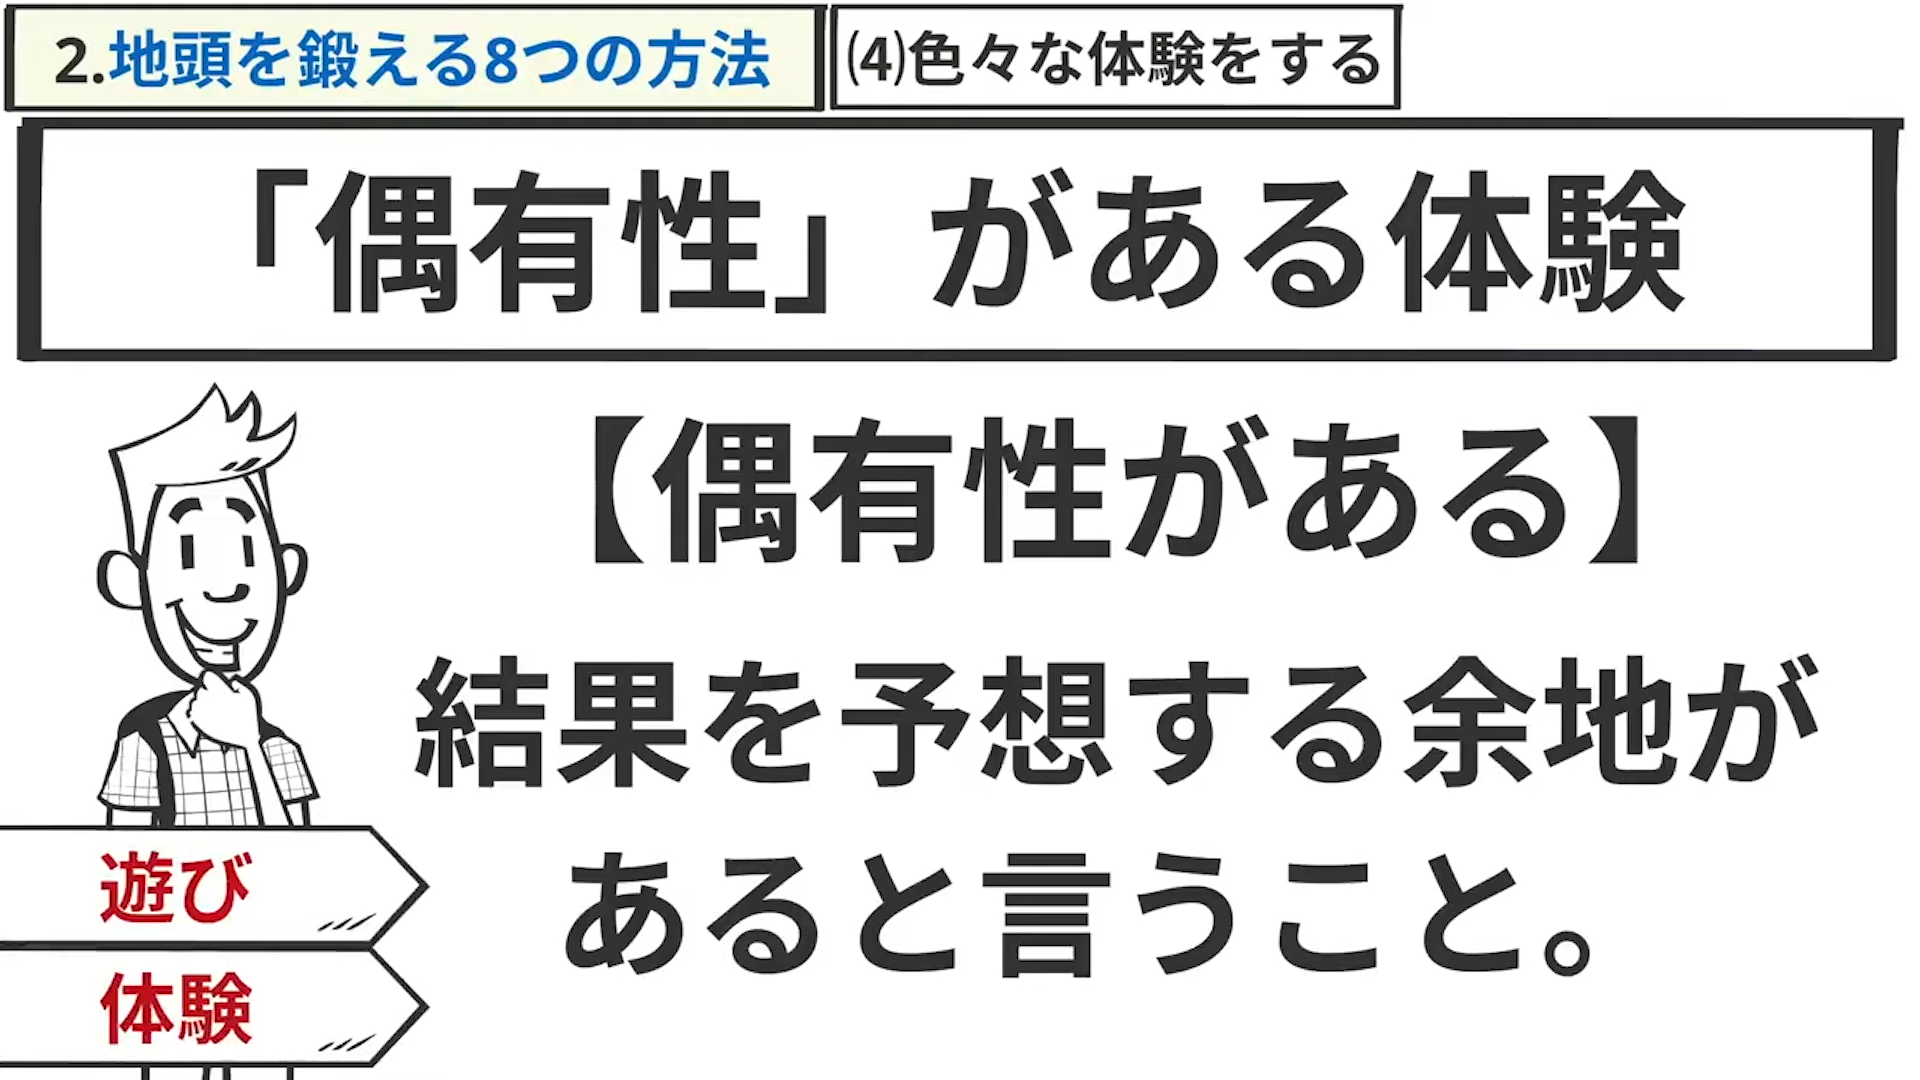 2.地頭を鍛える8つの方法
⑷色々な体験をする
「偶有性」がある体験
【偶有性がある】
結果を予想する余地が
あると言うこと。
遊び
体験